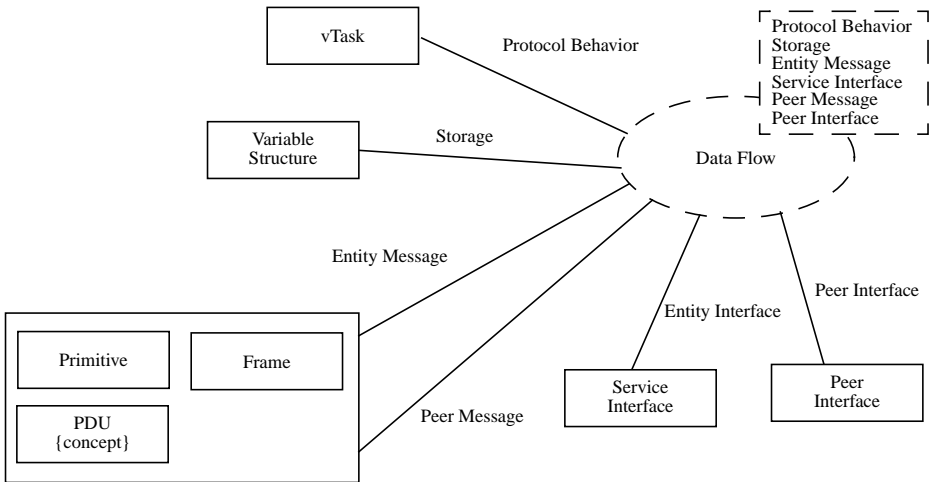 vTask
Protocol Behavior
Protocol Behavior
Storage
Entity Message
Service Interface
Peer Message
Peer Interface
Variable
Structure
Storage
Data Flow
Entity Message
Peer Interface
Entity Interface
Primitive
Frame
PDU
{concept}
Peer Message
Service
Interface
Peer
Interface